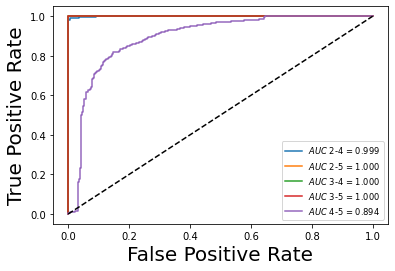 1.0
0.8
0.6
0.4
0.2
0.0
True Positive Rate
AUC 2-4 = 0.999
AUC 2-5 = 1.000
AUC 3-4 = 1.000
AUC 3-5 = 1.000
AUC 4-5 = 0.894
0.0 0.2 0.4 0.6 0.8 1.0
False Positive Rate